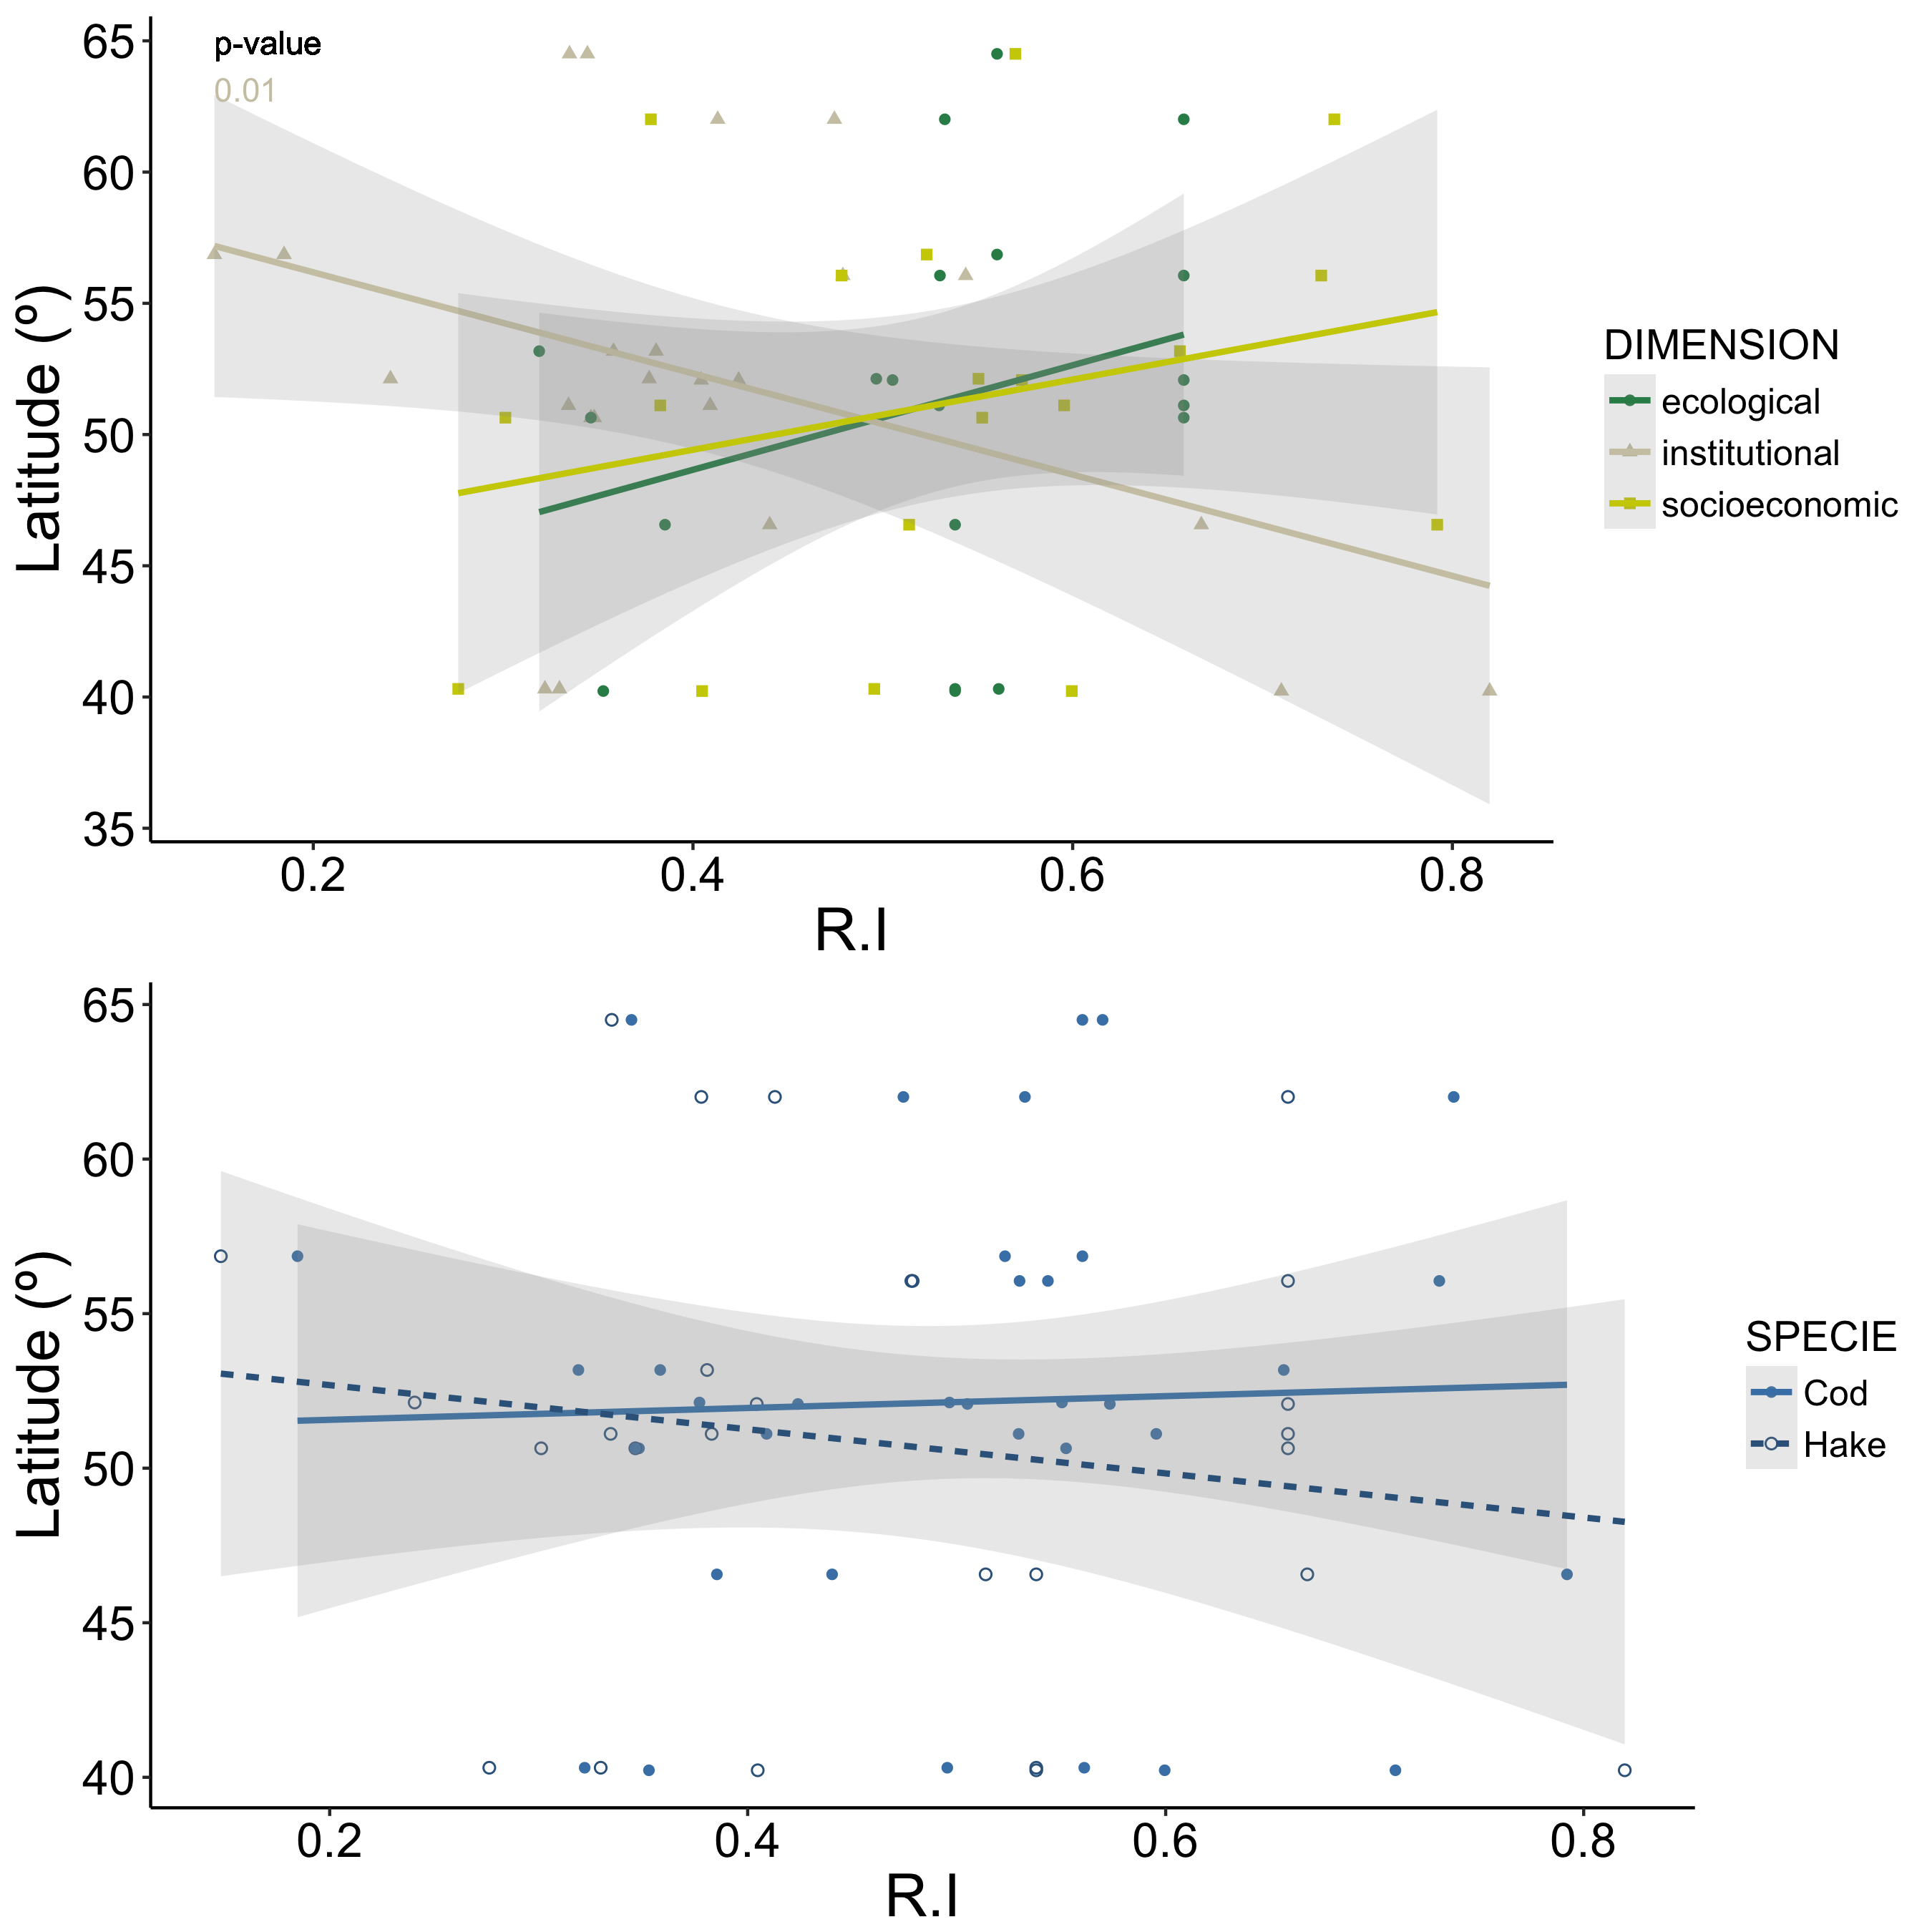 p-value
0.01
65
60
55
50
45
40
35
Latitude (º)
0.2 0.4 0.6 0.8
R.I
DIMENSION
ecological
institutional
socioeconomic
65
60
55
50
45
40
Latitude (º)
0.2 0.4 0.6 0.8
R.I
SPECIE
Cod
Hake